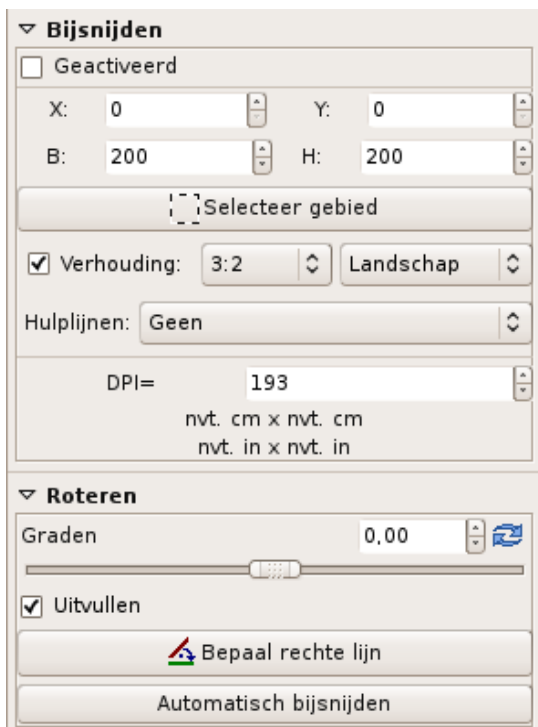 Bijsnijden
Geactiveerd
X: 0 Y: 0
B: 200 H: 200
Selecteer gebied
Verhouding: 3:2 Landschap
Hulplijnen: Geen
DPI= 193
nvt. cm x nvt. cm
nvt. in x nvt. in
Roteren
Graden 0,00
Uitvullen
Bepaal rechte lijn
Automatisch bijsnijden